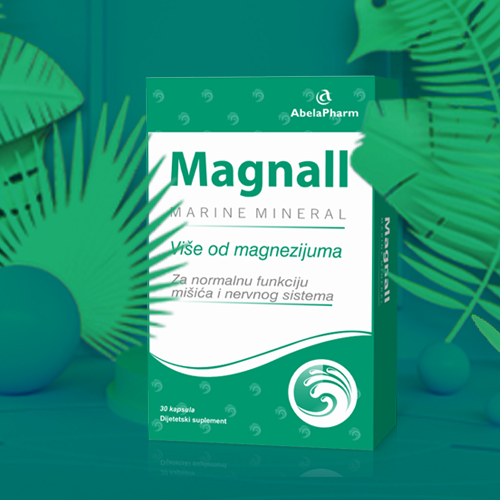 AbelaPharm
Magnall
MARINE MINERAL
Više od magnezijuma
Za normalnu funkciju
mišića i nervnog sistema
30 kapsula
Dijetetski suplement
Magnall